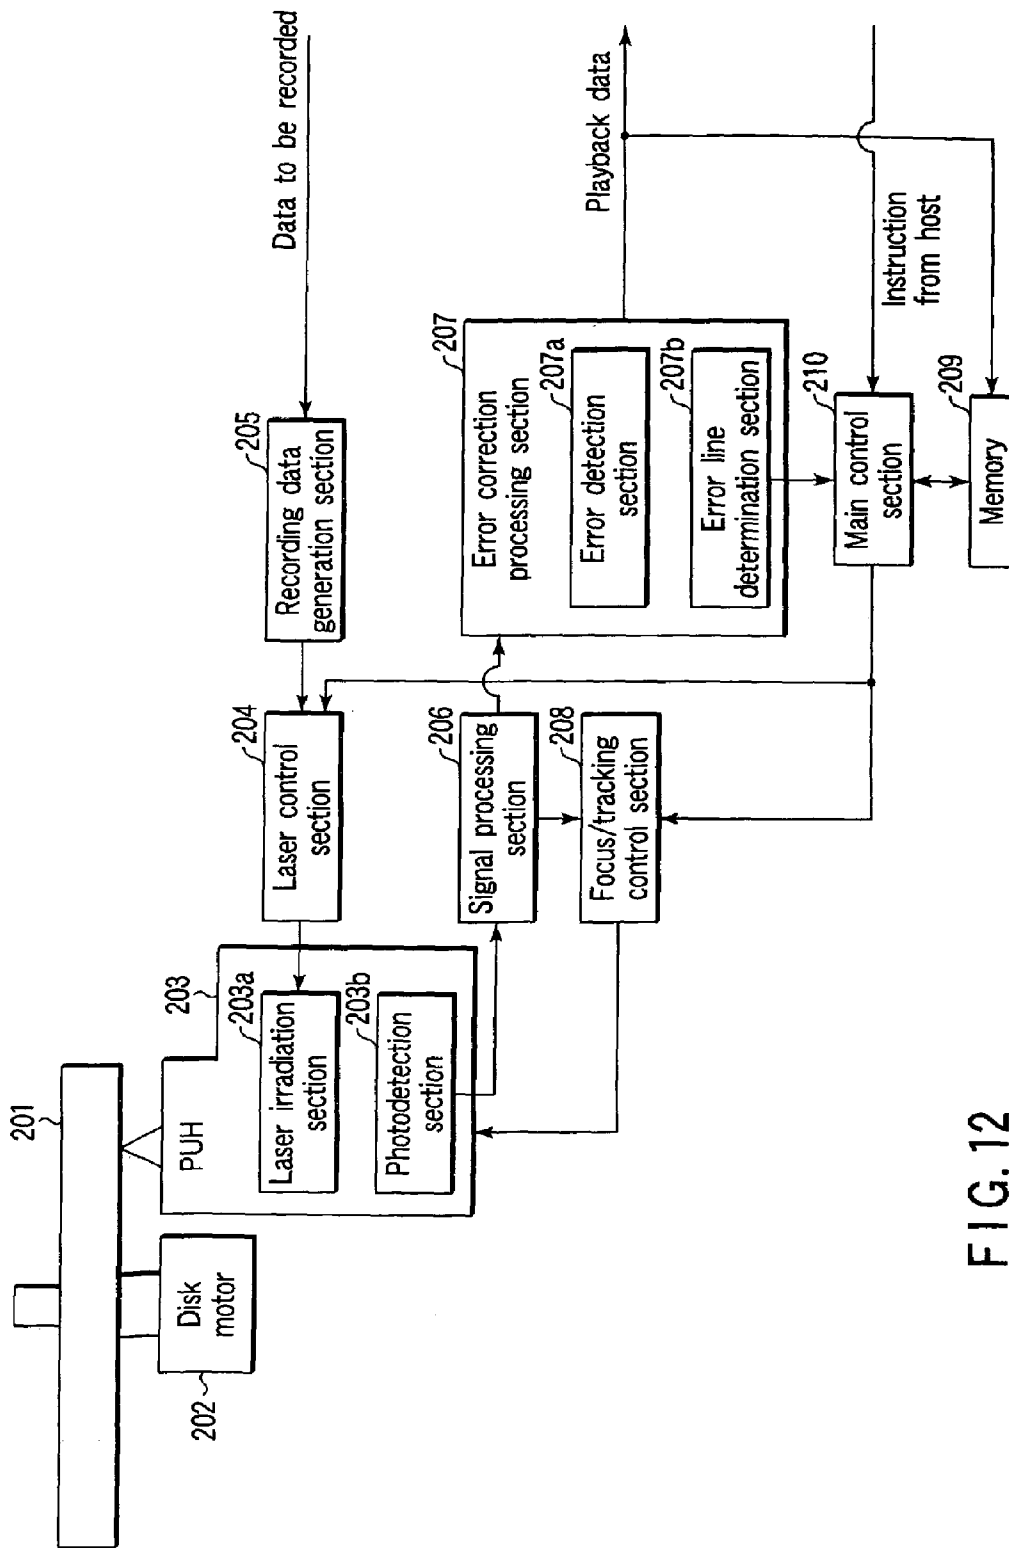 201
PUH
203
203a
Laser irradiation
section
203b
Photodetection
section
Disk
motor
202
204
Laser control
section
205
Recording data
generation section
Data to be recorded
206
Signal processing
section
208
Focus/tracking
control section
207
Error correction
processing section
207a
Error detection
section
207b
Error line
determination section
Playback data
210
Main control
section
Instruction
from host
209
Memory
FIG. 12